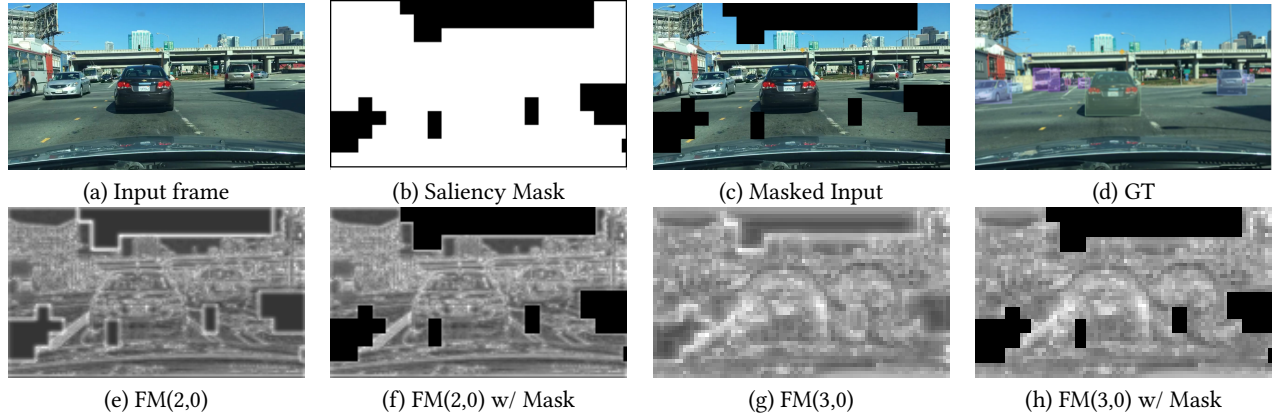 (a) Input frame
(b) Saliency Mask
(c) Masked Input
(d) GT
(e) FM(2,0)
(f) FM(2,0) w/ Mask
(g) FM(3,0)
(h) FM(3,0) w/ Mask